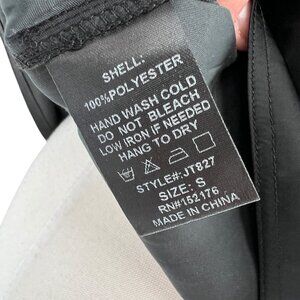 SHELL:
100%POLYESTER
HAND WASH COLD
DO NOT BLEACH
LOW IRON IF NEEDED
HANG TO DRY
STYLE#:JT827
SIZE: S
RN#152176
MADE IN CHINA